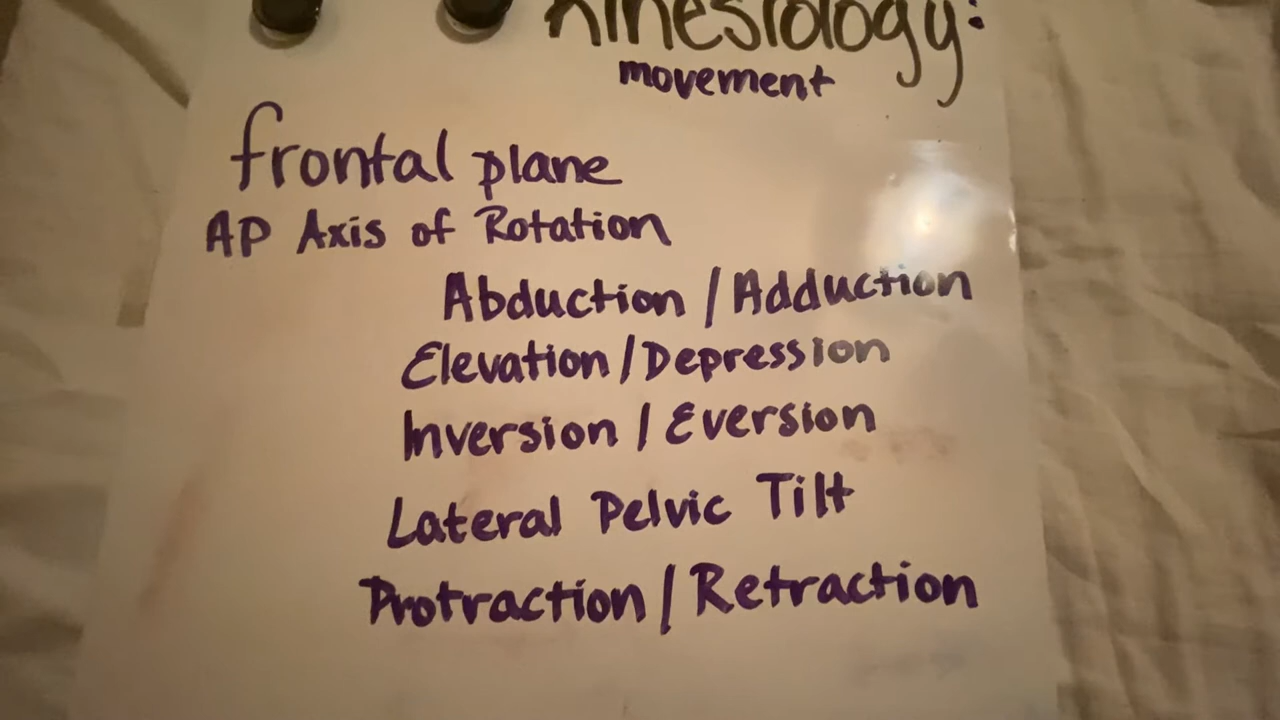 Kinesiology:
movement
frontal plane
AP Axis of Rotation
Abduction / Adduction
Elevation / Depression
Inversion / Eversion
Lateral Pelvic Tilt
Protraction / Retraction